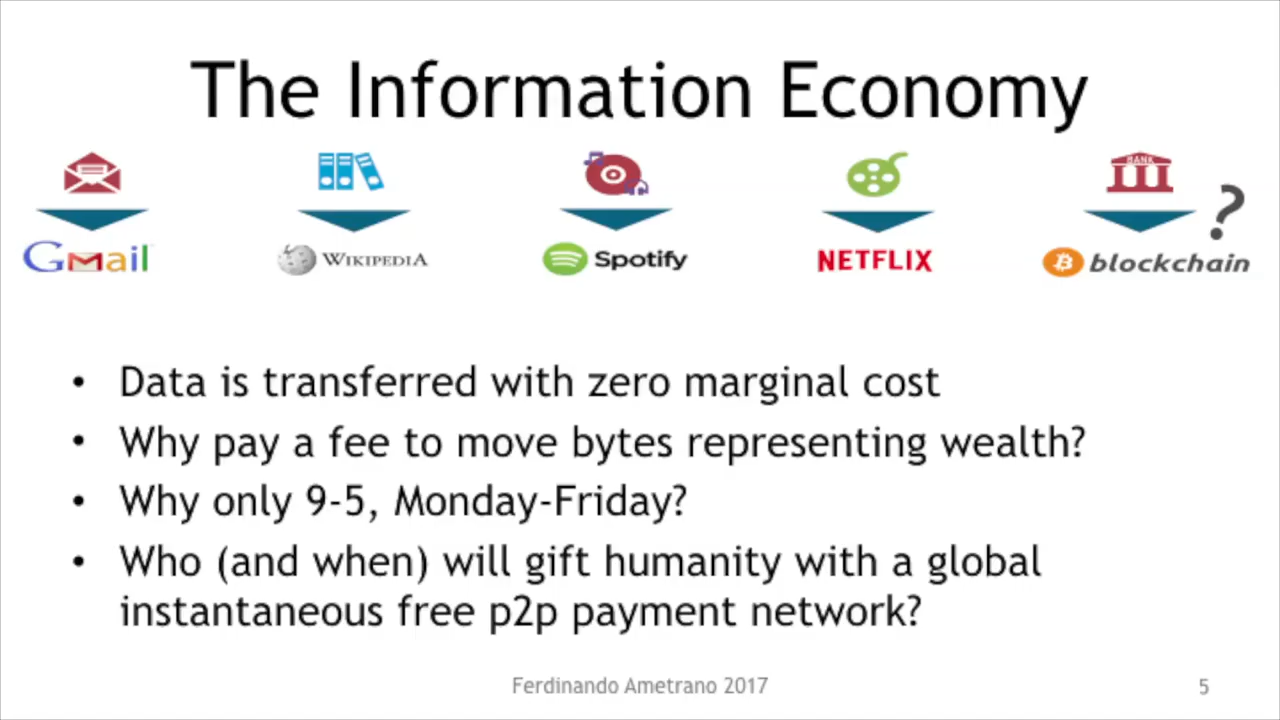 The Information Economy
BANK
?
Gmail
WIKIPEDIA
Spotify
NETFLIX
blockchain
• Data is transferred with zero marginal cost
• Why pay a fee to move bytes representing wealth?
• Why only 9-5, Monday-Friday?
• Who (and when) will gift humanity with a global
instantaneous free p2p payment network?
Ferdinando Ametrano 2017
5